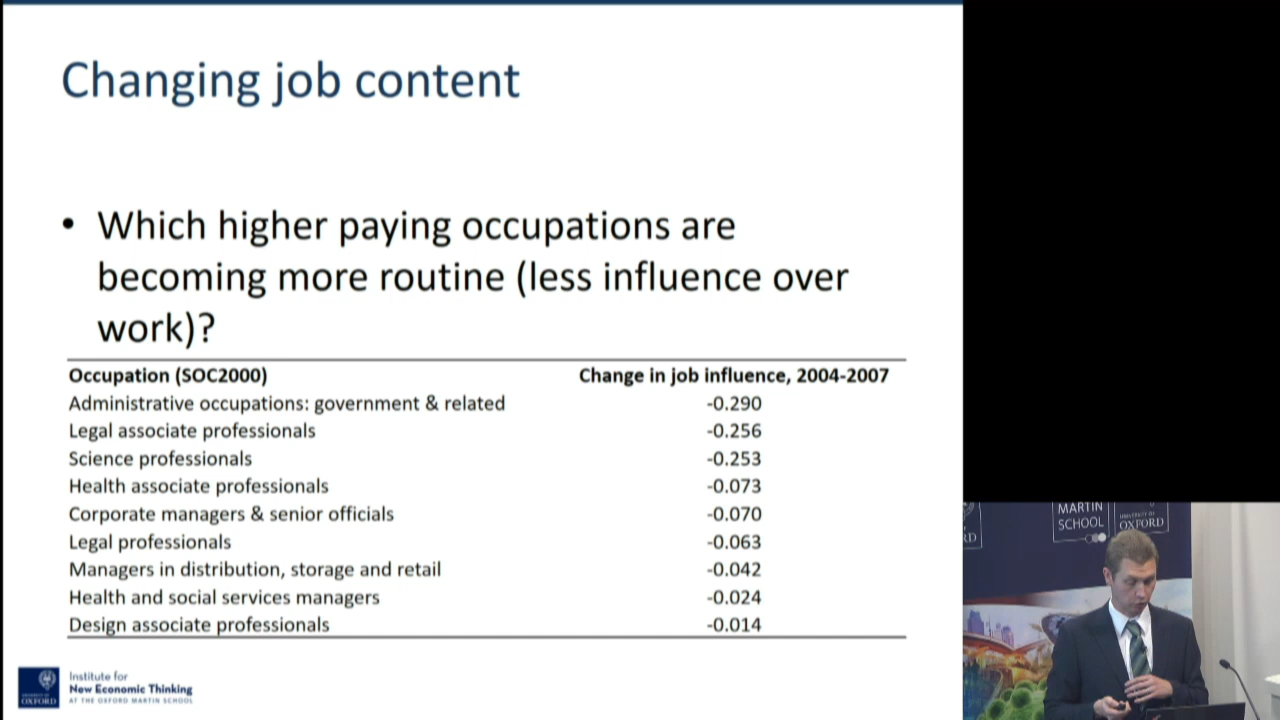 Changing job content
• Which higher paying occupations are
becoming more routine (less influence over
work)?
Occupation (SOC2000) Change in job influence, 2004-2007
Administrative occupations: government & related -0.290
Legal associate professionals -0.256
Science professionals -0.253
Health associate professionals -0.073
Corporate managers & senior officials -0.070
Legal professionals -0.063
Managers in distribution, storage and retail -0.042
Health and social services managers -0.024
Design associate professionals -0.014
UNIVERSITY OF
OXFORD
Institute for
New Economic Thinking
AT THE OXFORD MARTIN SCHOOL
RD
MARTIN
SCHOOL
UNIVERSITY OF
OXFORD